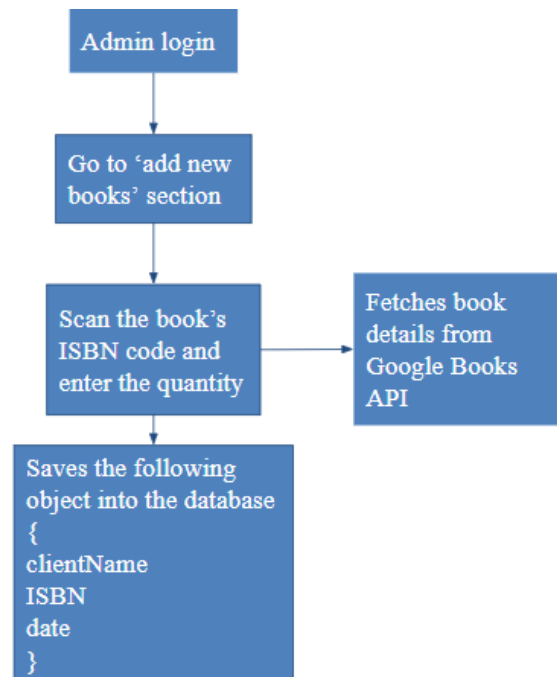 Admin login
Go to ‘add new
books’ section
Scan the book’s
ISBN code and
enter the quantity
Fetches book
details from
Google Books
API
Saves the following
object into the database
{
clientName
ISBN
date
}